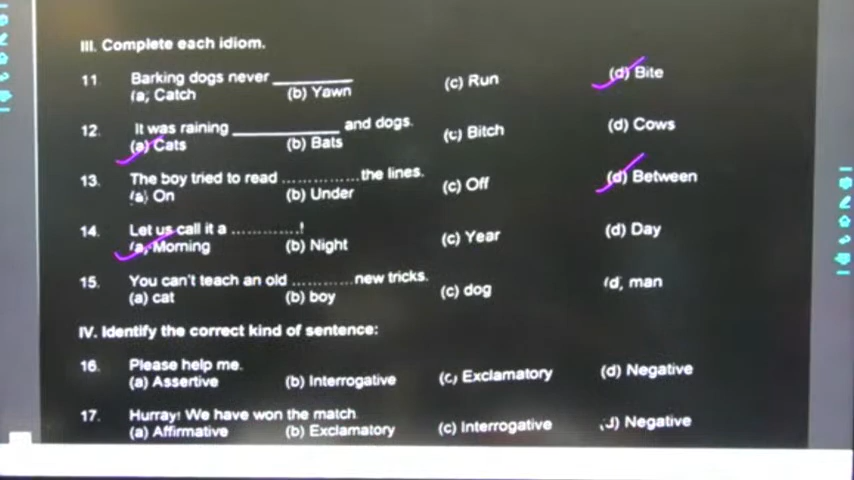 III. Complete each idiom.
11. Barking dogs never __________
(a) Catch (b) Yawn (c) Run (d) Bite
12. It was raining ______________ and dogs.
(a) Cats (b) Bats (c) Bitch (d) Cows
13. The boy tried to read ............. the lines.
(a) On (b) Under (c) Off (d) Between
14. Let us call it a ............!
(a) Morning (b) Night (c) Year (d) Day
15. You can't teach an old ............ new tricks.
(a) cat (b) boy (c) dog (d) man
IV. Identify the correct kind of sentence:
16. Please help me.
(a) Assertive (b) Interrogative (c) Exclamatory (d) Negative
17. Hurray! We have won the match
(a) Affirmative (b) Exclamatory (c) Interrogative (d) Negative